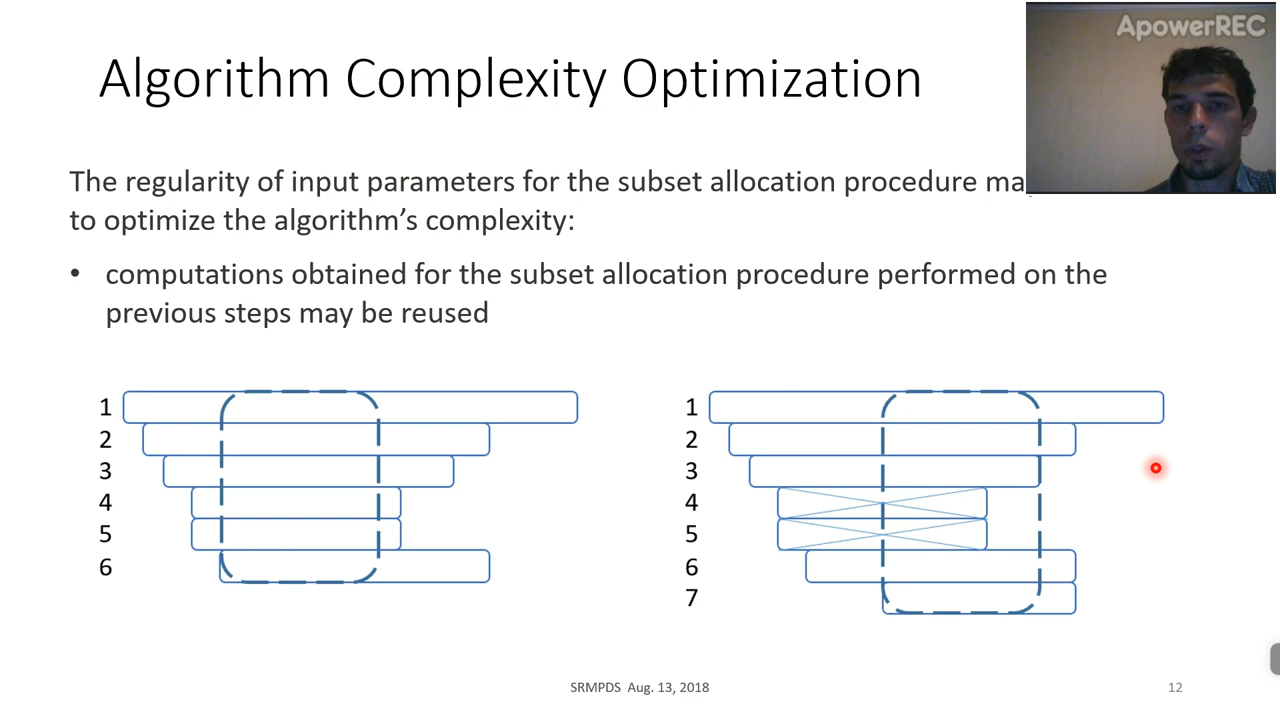 ApowerREC
Algorithm Complexity Optimization
The regularity of input parameters for the subset allocation procedure
to optimize the algorithm's complexity:
• computations obtained for the subset allocation procedure performed on the
previous steps may be reused
1
2
3
4
5
6
1
2
3
4
5
6
7
SRMPDS Aug. 13, 2018
12